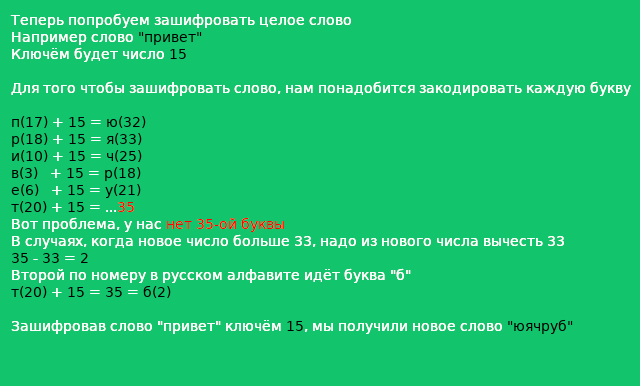 Теперь попробуем зашифровать целое слово
Например слово "привет"
Ключём будет число 15
Для того чтобы зашифровать слово, нам понадобится закодировать каждую букву
п(17) + 15 = ю(32)
р(18) + 15 = я(33)
и(10) + 15 = ч(25)
в(3) + 15 = р(18)
е(6) + 15 = у(21)
т(20) + 15 = ...35
Вот проблема, у нас нет 35-ой буквы
В случаях, когда новое число больше 33, надо из нового числа вычесть 33
35 - 33 = 2
Второй по номеру в русском алфавите идёт буква "б"
т(20) + 15 = 35 = б(2)
Зашифровав слово "привет" ключём 15, мы получили новое слово "юячруб"